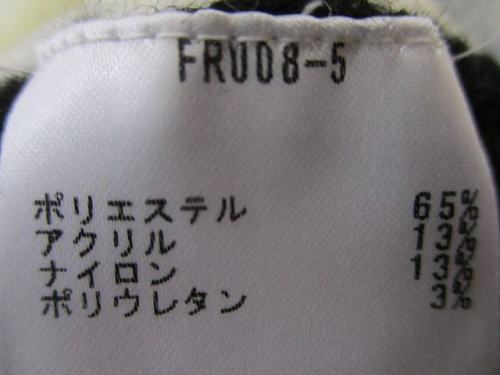 FR008-5
ポリエステル 65%
アクリル 13%
ナイロン 13%
ポリウレタン 3%